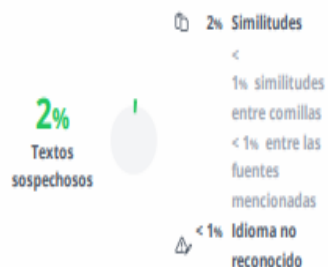 2%
Textos
sospechosos
2% Similitudes
<
1% similitudes
entre comillas
< 1% entre las
fuentes
mencionadas
< 1% Idioma no
reconocido